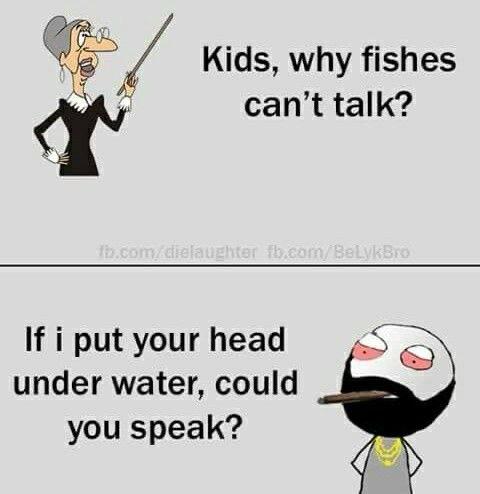 Kids, why fishes
can't talk?
fb.com/dielaughter fb.com/BeLykBro
If i put your head
under water, could
you speak?